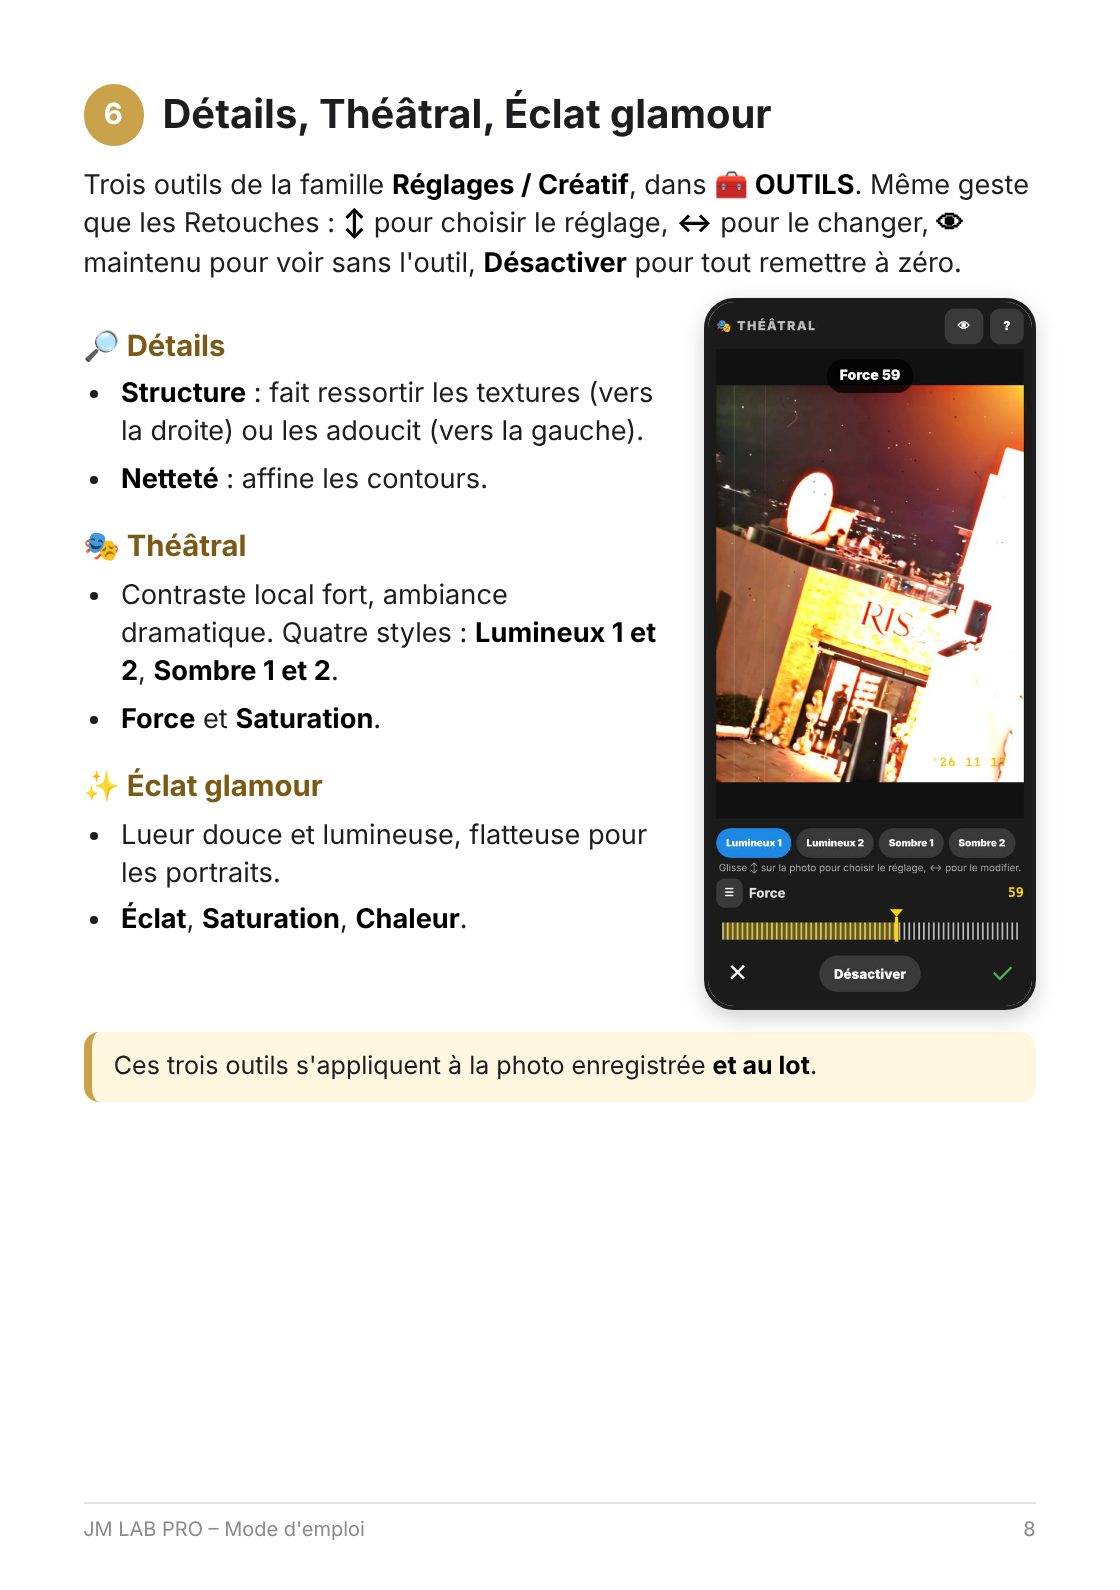 6 Détails, Théâtral, Éclat glamour
Trois outils de la famille Réglages / Créatif, dans 🧰 OUTILS. Même geste
que les Retouches : ↕ pour choisir le réglage, ↔ pour le changer, 👁
maintenu pour voir sans l'outil, Désactiver pour tout remettre à zéro.
🔎 Détails
• Structure : fait ressortir les textures (vers
la droite) ou les adoucit (vers la gauche).
• Netteté : affine les contours.
🎭 Théâtral
• Contraste local fort, ambiance
dramatique. Quatre styles : Lumineux 1 et
2, Sombre 1 et 2.
• Force et Saturation.
✨ Éclat glamour
• Lueur douce et lumineuse, flatteuse pour
les portraits.
• Éclat, Saturation, Chaleur.
🎭 THÉÂTRAL 👁 ?
Force 59
RIS
'26 11
Lumineux 1 Lumineux 2 Sombre 1 Sombre 2
Glisse ↕ sur la photo pour choisir le réglage, ↔ pour le modifier.
☰ Force 59
✕ Désactiver ✓
Ces trois outils s'appliquent à la photo enregistrée et au lot.
JM LAB PRO – Mode d'emploi 8